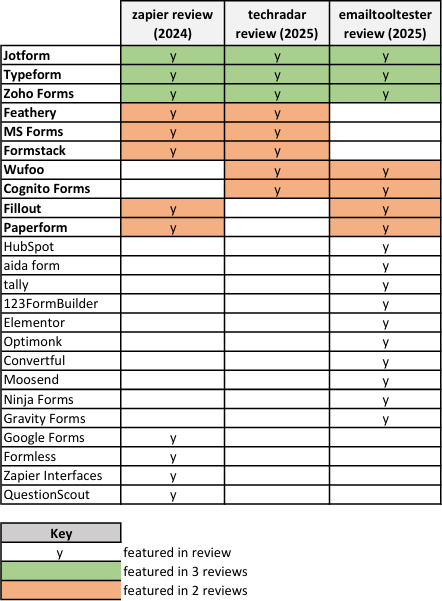 zapier review techradar emailtooltester
(2024) review (2025) review (2025)
Jotform y y y
Typeform y y y
Zoho Forms y y y
Feathery y y
MS Forms y y
Formstack y y
Wufoo y y
Cognito Forms y y
Fillout y y
Paperform y y
HubSpot y
aida form y
tally y
123FormBuilder y
Elementor y
Optimonk y
Convertful y
Moosend y
Ninja Forms y
Gravity Forms y
Google Forms y
Formless y
Zapier Interfaces y
QuestionScout y
Key
y featured in review
featured in 3 reviews
featured in 2 reviews